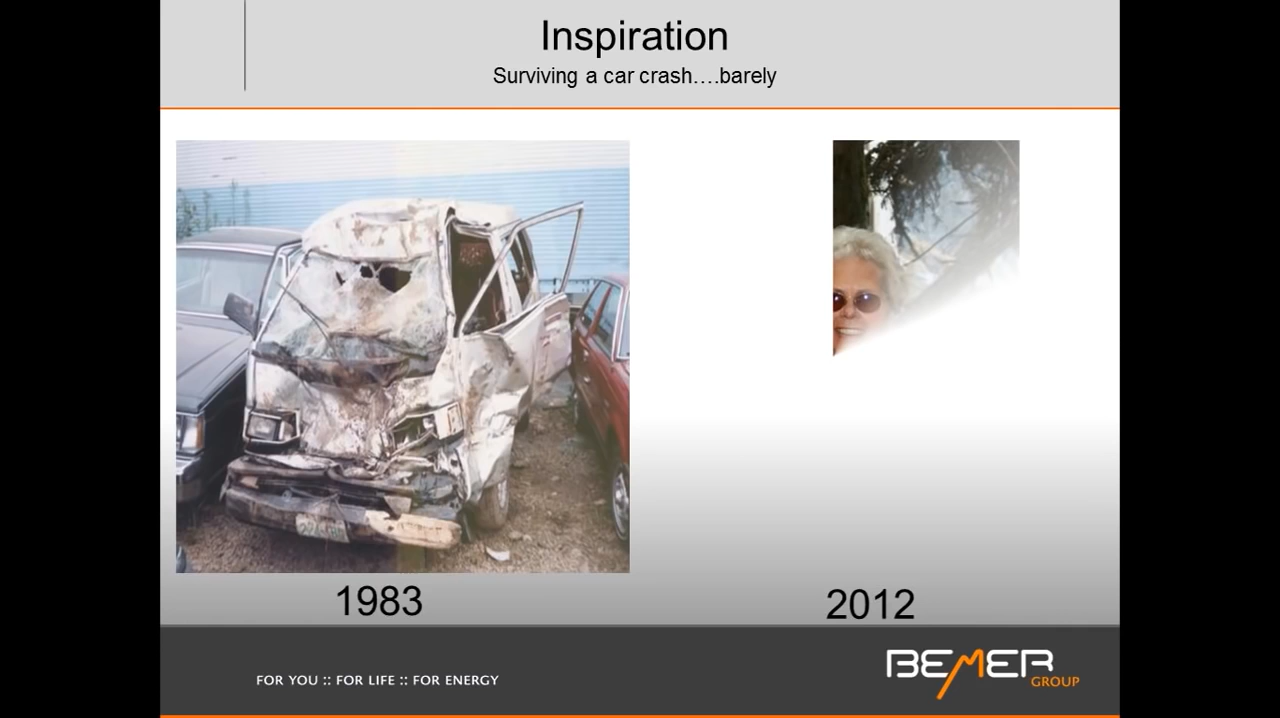 Inspiration
Surviving a car crash....barely
1983
2012
FOR YOU :: FOR LIFE :: FOR ENERGY
BEMER
GROUP